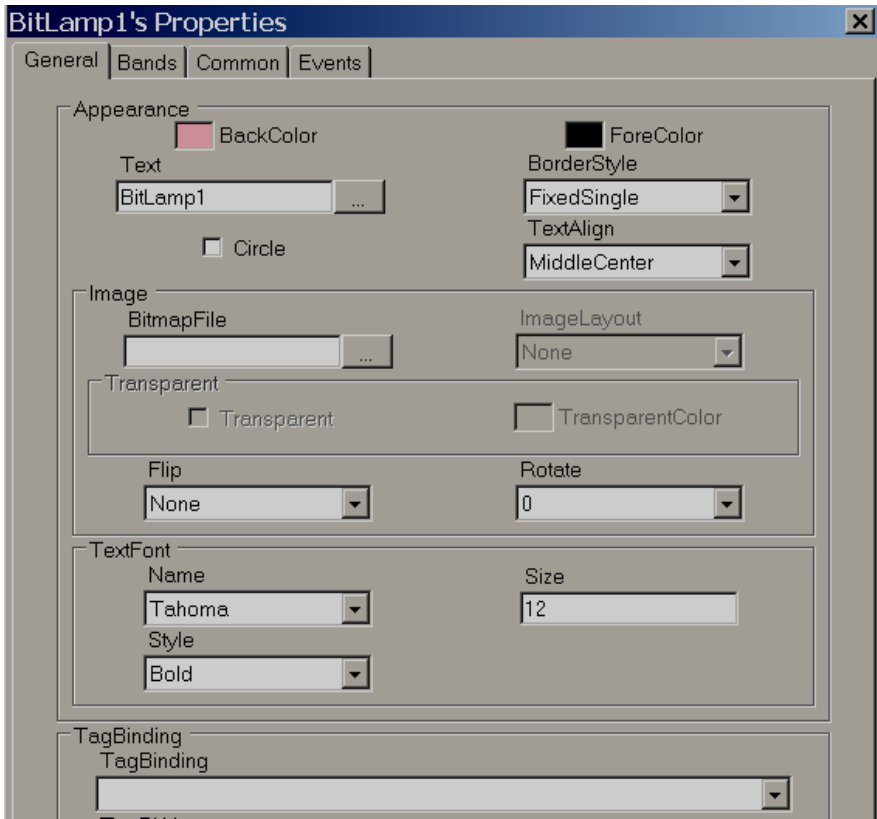 BitLamp1's Properties
General Bands Common Events
Appearance
BackColor ForeColor
Text BorderStyle
BitLamp1 ... FixedSingle
TextAlign
Circle MiddleCenter
Image
BitmapFile ImageLayout
... None
Transparent
Transparent TransparentColor
Flip Rotate
None 0
TextFont
Name Size
Tahoma 12
Style
Bold
TagBinding
TagBinding